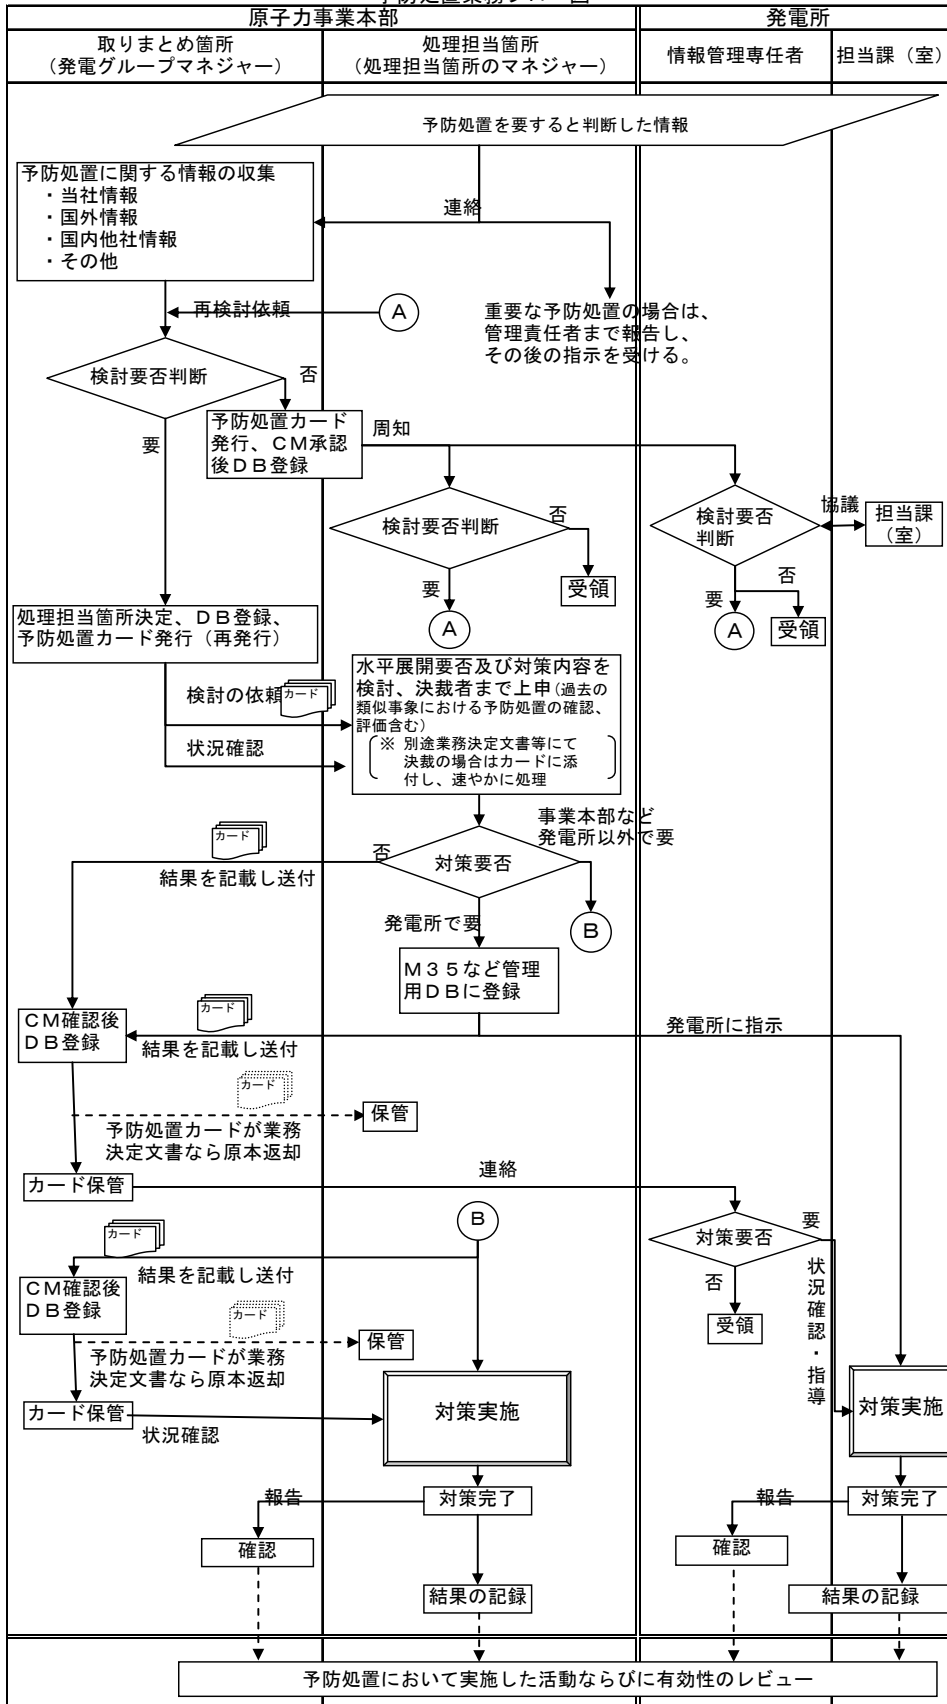 原子力事業本部
発電所
取りまとめ箇所
（発電グループマネジャー）
処理担当箇所
（処理担当箇所のマネジャー）
情報管理専任者
担当課（室）
予防処置を要すると判断した情報
予防処置に関する情報の収集
・当社情報
・国外情報
・国内他社情報
・その他
連絡
再検討依頼
Ａ
重要な予防処置の場合は、
管理責任者まで報告し、
その後の指示を受ける。
検討要否判断
否
要
予防処置カード
発行、ＣＭ承認
後ＤＢ登録
周知
検討要否判断
否
要
受領
Ａ
検討要否
判断
協議
担当課
（室）
否
要
受領
Ａ
処理担当箇所決定、ＤＢ登録、
予防処置カード発行（再発行）
検討の依頼
カード
状況確認
水平展開要否及び対策内容を
検討、決裁者まで上申（過去の
類似事象における予防処置の確認、
評価含む）
※ 別途業務決定文書等にて
決裁の場合はカードに添
付し、速やかに処理
事業本部など
発電所以外で要
対策要否
否
カード
結果を記載し送付
発電所で要
Ｂ
Ｍ３５など管理
用ＤＢに登録
ＣＭ確認後
ＤＢ登録
カード
結果を記載し送付
発電所に指示
カード
保管
予防処置カードが業務
決定文書なら原本返却
カード保管
連絡
Ｂ
対策要否
要
否
受領
状況確認・指導
カード
結果を記載し送付
ＣＭ確認後
ＤＢ登録
カード
保管
予防処置カードが業務
決定文書なら原本返却
カード保管
状況確認
対策実施
対策実施
報告
対策完了
報告
対策完了
確認
確認
結果の記録
結果の記録
予防処置において実施した活動ならびに有効性のレビュー